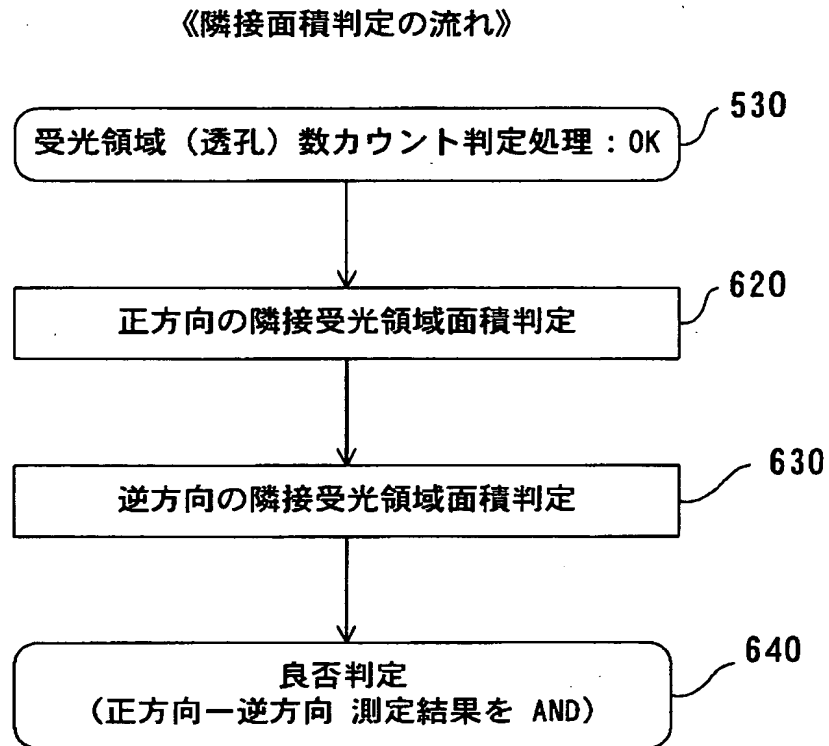 《隣接面積判定の流れ》
530
受光領域（透孔）数カウント判定処理：OK
620
正方向の隣接受光領域面積判定
630
逆方向の隣接受光領域面積判定
640
良否判定
（正方向ー逆方向 測定結果を AND）